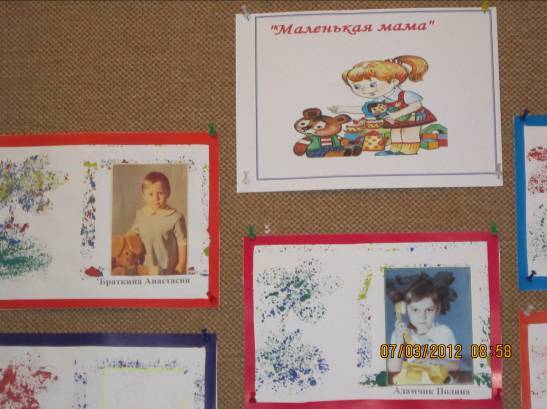 "Маленькая мама"
Браткина Анастасия
Адамчик Полина
07/03/2012 08:58